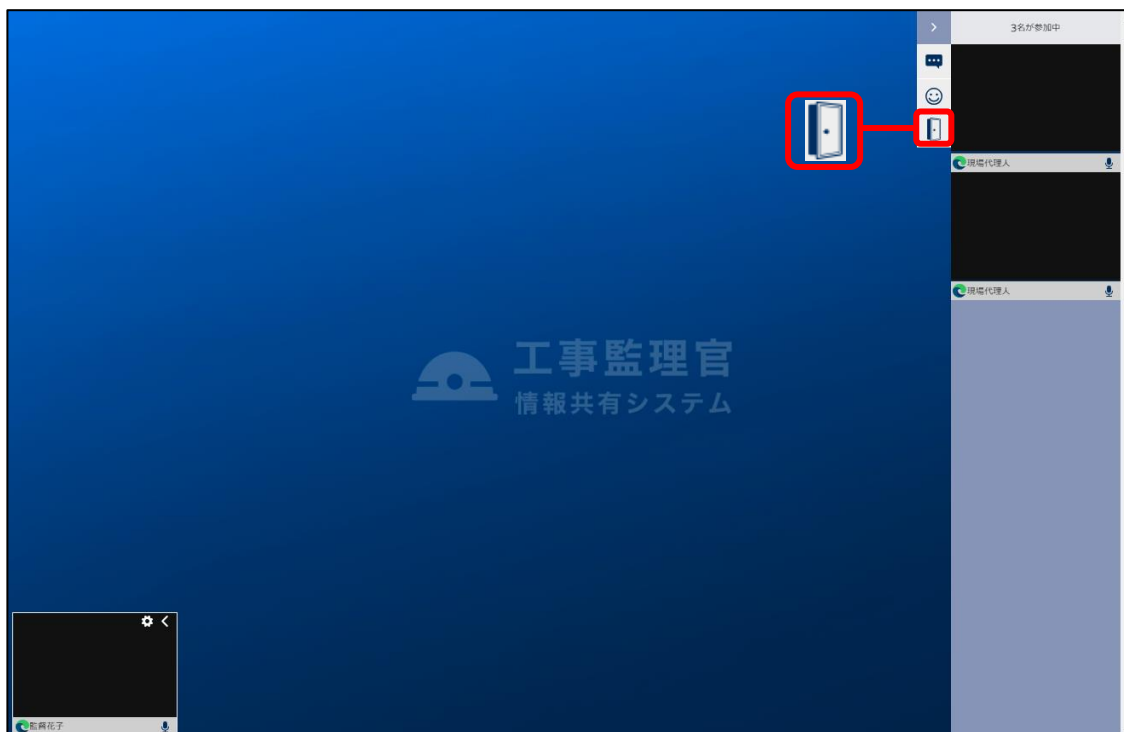 3名が参加中
現場代理人
現場代理人
工事監理官
情報共有システム
監督花子